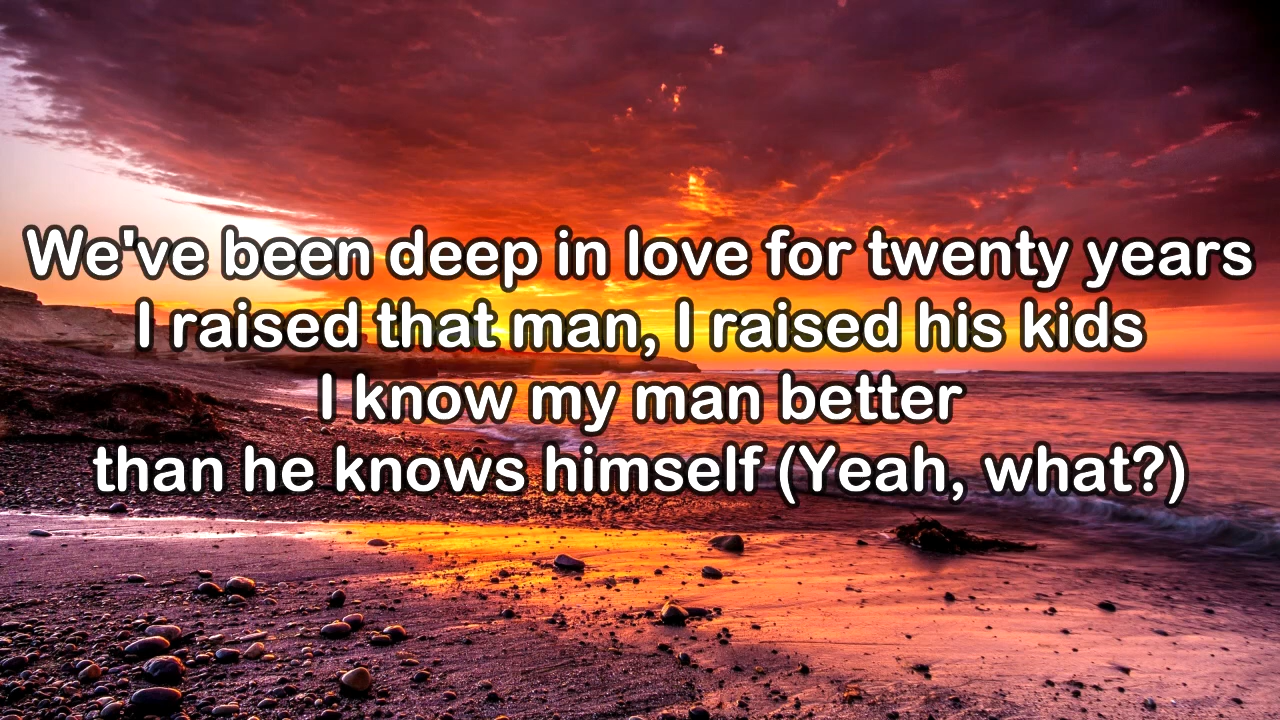 We've been deep in love for twenty years
I raised that man, I raised his kids
I know my man better
than he knows himself (Yeah, what?)